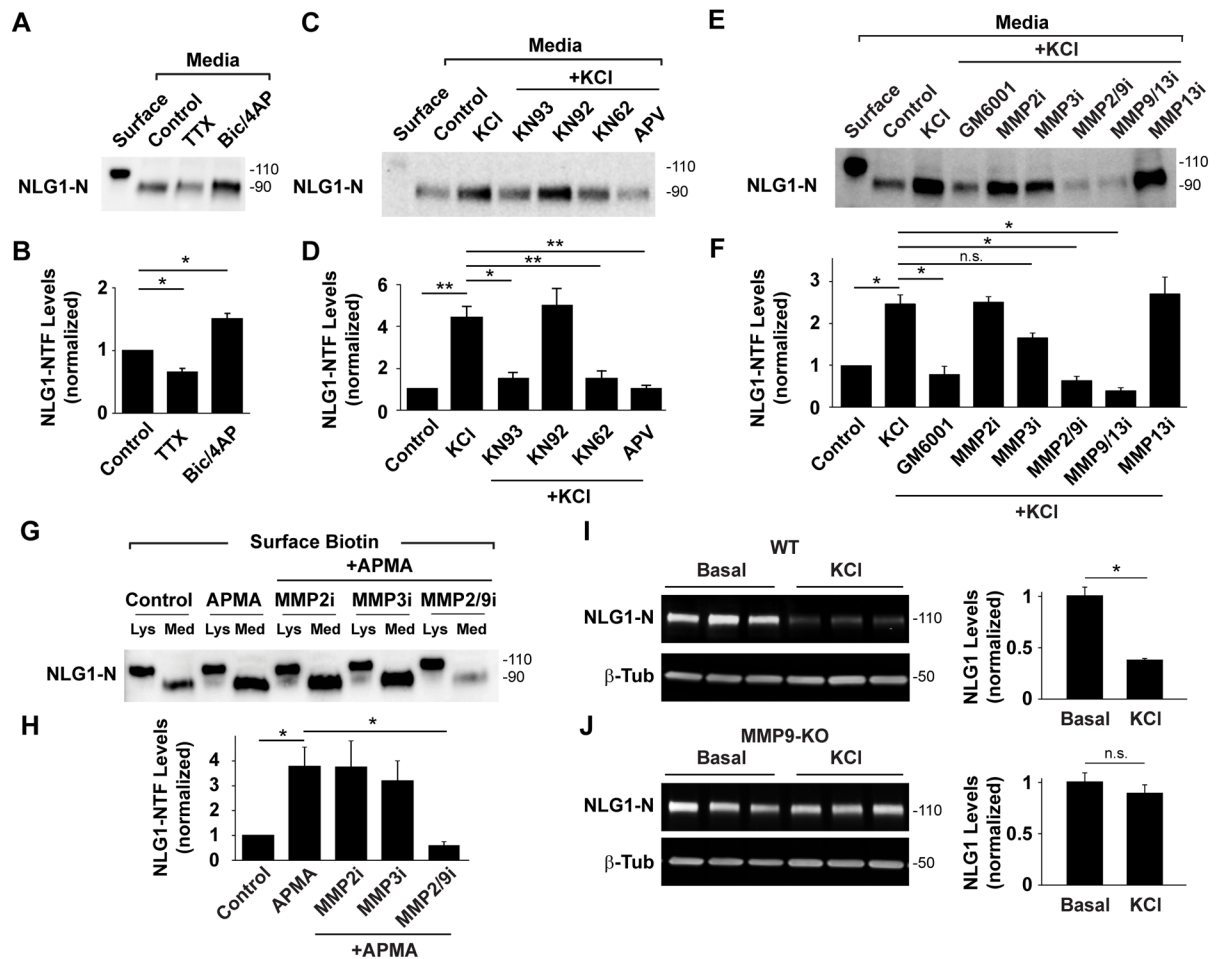 A
Media
Surface
Control
TTX
Bic/4AP
NLG1-N
-110
-90
B
NLG1-NTF Levels
(normalized)
2
1
0
*
*
Control
TTX
Bic/4AP
C
Media
+KCl
Surface
Control
KCl
KN93
KN92
KN62
APV
NLG1-N
-110
-90
D
NLG1-NTF Levels
(normalized)
6
4
2
0
**
**
*
**
Control
KCl
KN93
KN92
KN62
APV
+KCl
E
Media
+KCl
Surface
Control
KCl
GM6001
MMP2i
MMP3i
MMP2/9i
MMP9/13i
MMP13i
NLG1-N
-110
-90
F
NLG1-NTF Levels
(normalized)
3
2
1
0
*
*
n.s.
*
*
Control
KCl
GM6001
MMP2i
MMP3i
MMP2/9i
MMP9/13i
MMP13i
+KCl
G
Surface Biotin
+APMA
Control APMA MMP2i MMP3i MMP2/9i
Lys Med Lys Med Lys Med Lys Med Lys Med
NLG1-N
-110
-90
H
NLG1-NTF Levels
(normalized)
4
3
2
1
0
*
*
Control
APMA
MMP2i
MMP3i
MMP2/9i
+APMA
I
WT
Basal KCl
NLG1-N
-110
β-Tub
-50
NLG1 Levels
(normalized)
1
0.5
0
*
Basal KCl
J
MMP9-KO
Basal KCl
NLG1-N
-110
β-Tub
-50
NLG1 Levels
(normalized)
1
0.5
0
n.s.
Basal KCl